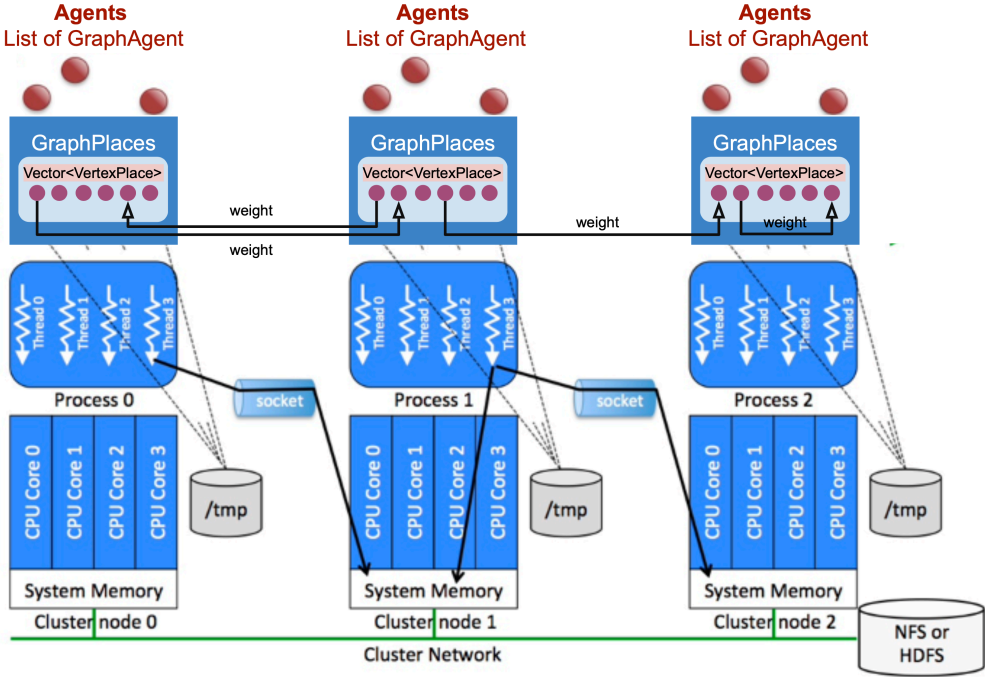 Agents
List of GraphAgent
Agents
List of GraphAgent
Agents
List of GraphAgent
GraphPlaces
Vector<VertexPlace>
GraphPlaces
Vector<VertexPlace>
GraphPlaces
Vector<VertexPlace>
weight
weight
weight
weight
Thread 0
Thread 1
Thread 2
Thread 3
Thread 0
Thread 1
Thread 2
Thread 3
Thread 0
Thread 1
Thread 2
Thread 3
Process 0
socket
Process 1
socket
Process 2
CPU Core 0
CPU Core 1
CPU Core 2
CPU Core 3
/tmp
CPU Core 0
CPU Core 1
CPU Core 2
CPU Core 3
/tmp
CPU Core 0
CPU Core 1
CPU Core 2
CPU Core 3
/tmp
System Memory
System Memory
System Memory
Cluster node 0
Cluster node 1
Cluster node 2
Cluster Network
NFS or
HDFS